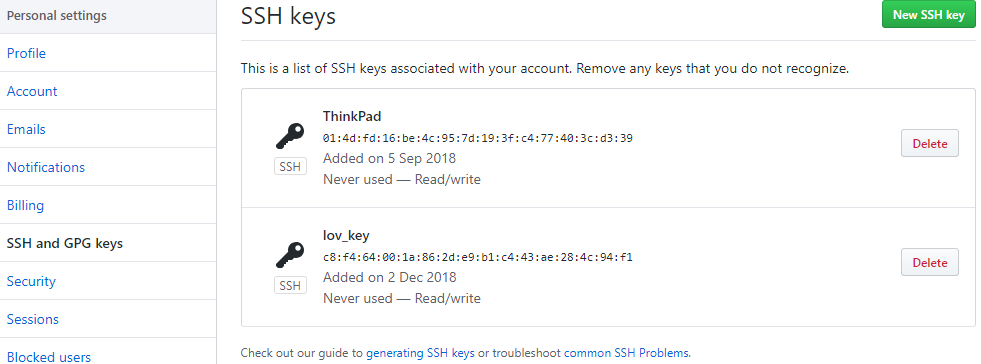 Personal settings
Profile
Account
Emails
Notifications
Billing
SSH and GPG keys
Security
Sessions
Blocked users
SSH keys
New SSH key
This is a list of SSH keys associated with your account. Remove any keys that you do not recognize.
ThinkPad
01:4d:fd:16:be:4c:95:7d:19:3f:c4:77:40:3c:d3:39
SSH
Added on 5 Sep 2018
Never used — Read/write
Delete
lov_key
c8:f4:64:00:1a:86:2d:e9:b1:c4:43:ae:28:4c:94:f1
SSH
Added on 2 Dec 2018
Never used — Read/write
Delete
Check out our guide to generating SSH keys or troubleshoot common SSH Problems.